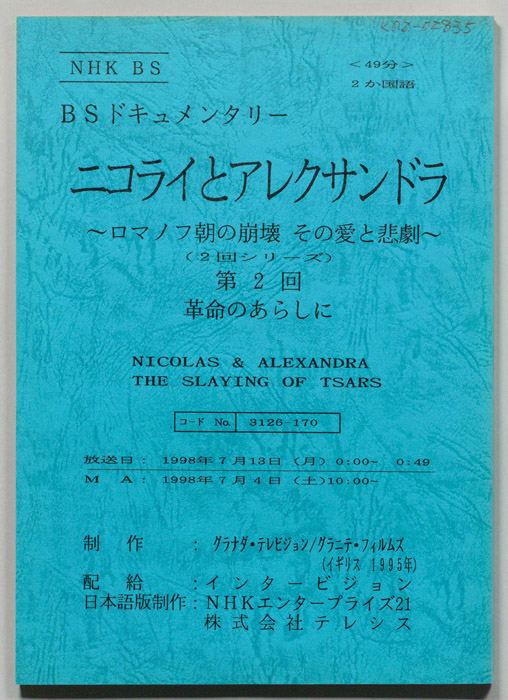 KDZ-DZ835
NHK BS
<49分>
2か国語
BSドキュメンタリー
ニコライとアレクサンドラ
～ロマノフ朝の崩壊 その愛と悲劇～
(2回シリーズ)
第 2 回
革命のあらしに
NICOLAS & ALEXANDRA
THE SLAYING OF TSARS
コード No. 3126-170
放送日: 1998年7月13日(月)0:00~ 0:49
M A: 1998年7月4日(土)10:00~
制 作 : グラナダ・テレビジョン/グラニテ・フィルムズ
(イギリス 1995年)
配 給 : インタービジョン
日本語版制作: NHKエンタープライズ21
株式会社テレシス